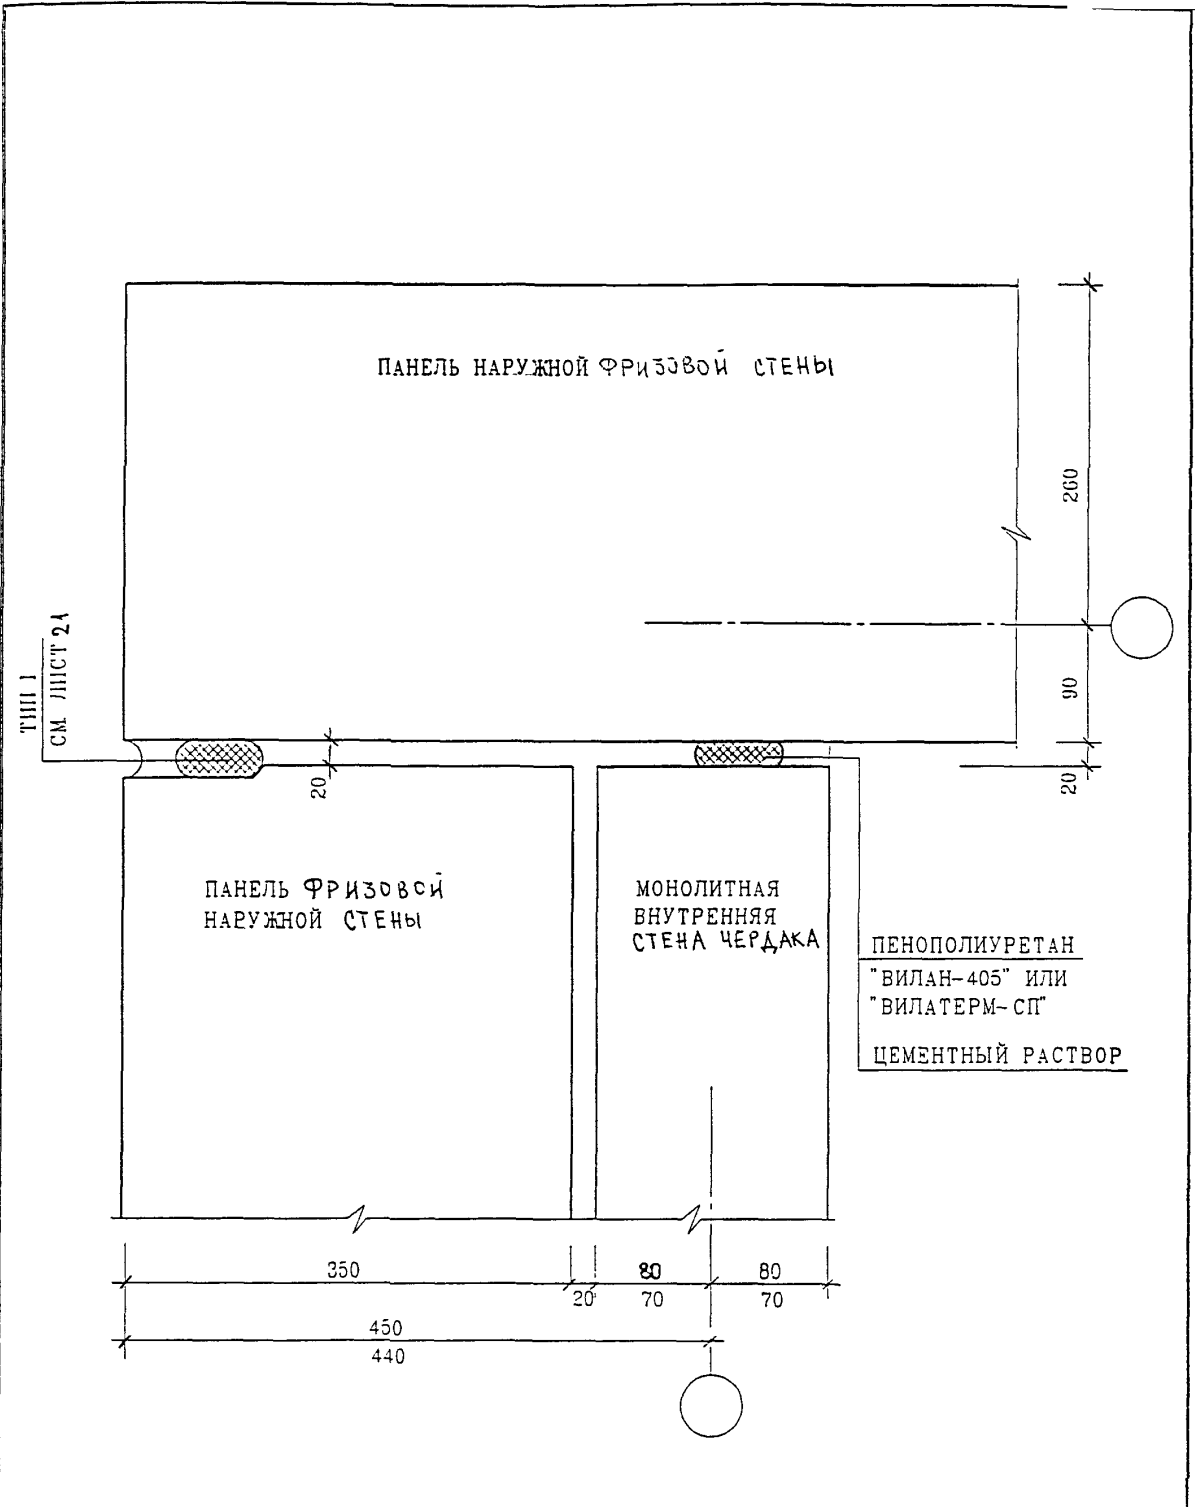 ПАНЕЛЬ НАРУЖНОЙ ФРИЗОВОЙ СТЕНЫ
260
90
20
ТИП 1
СМ. ЛИСТ 21
20
ПАНЕЛЬ ФРИЗОВОЙ
НАРУЖНОЙ СТЕНЫ
МОНОЛИТНАЯ
ВНУТРЕННЯЯ
СТЕНА ЧЕРДАКА
ПЕНОПОЛИУРЕТАН
"ВИЛАН-405" ИЛИ
"ВИЛАТЕРМ-СП"
ЦЕМЕНТНЫЙ РАСТВОР
350
20
80
70
80
70
450
440